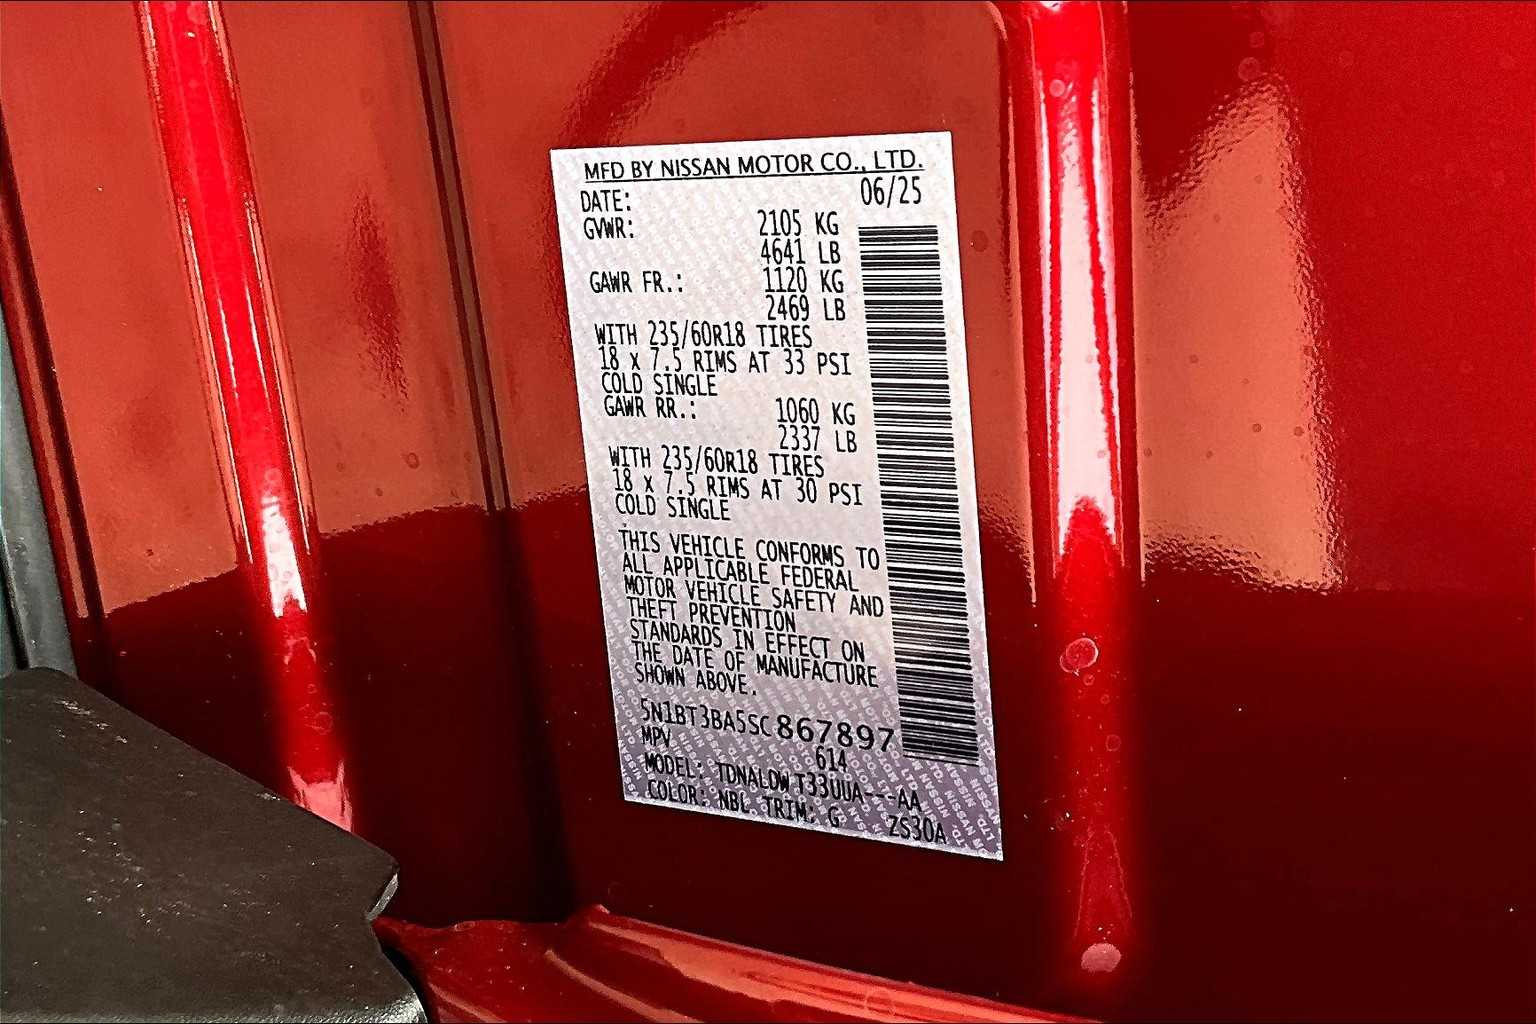 MFD BY NISSAN MOTOR CO., LTD.
DATE: 06/25
GVWR: 2105 KG
4641 LB
GAWR FR.: 1120 KG
2469 LB
WITH 235/60R18 TIRES
18 x 7.5 RIMS AT 33 PSI
COLD SINGLE
GAWR RR.: 1060 KG
2337 LB
WITH 235/60R18 TIRES
18 x 7.5 RIMS AT 30 PSI
COLD SINGLE
THIS VEHICLE CONFORMS TO
ALL APPLICABLE FEDERAL
MOTOR VEHICLE SAFETY AND
THEFT PREVENTION
STANDARDS IN EFFECT ON
THE DATE OF MANUFACTURE
SHOWN ABOVE.
5N1BT3BA5SC867897
MPV 614
MODEL: TDNALDW T33UUA---AA
COLOR: NBL TRIM: G ZS30A